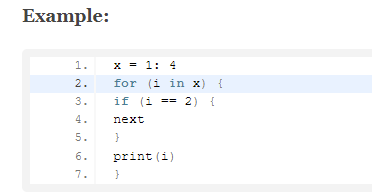 Example:
1. x = 1: 4
2. for (i in x) {
3. if (i == 2) {
4. next
5. }
6. print(i)
7. }